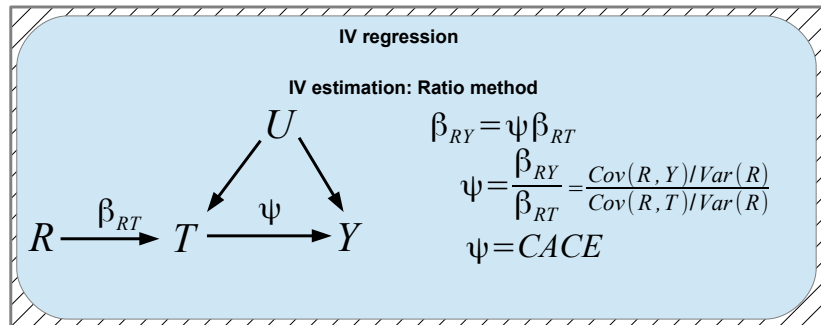 IV regression
IV estimation: Ratio method
U
β_RY = ψβ_RT
ψ = β_RY / β_RT = Cov(R,Y)/Var(R) / Cov(R,T)/Var(R)
β_RT
ψ
R T Y
ψ = CACE